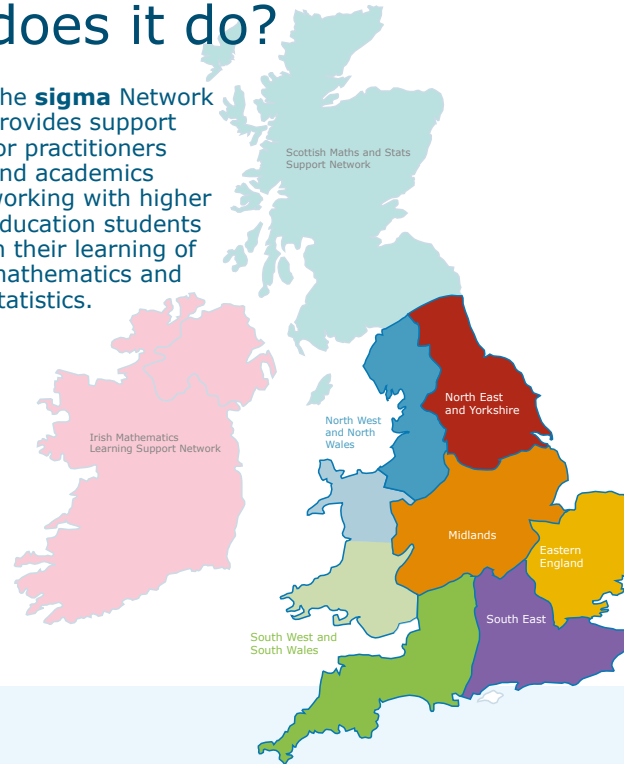 does it do?
he sigma Network
rovides support
or practitioners
nd academics
working with higher
ducation students
n their learning of
mathematics and
tatistics.
Scottish Maths and Stats
Support Network
North East
and Yorkshire
North West
and North
Wales
Irish Mathematics
Learning Support Network
Midlands
Eastern
England
South East
South West and
South Wales